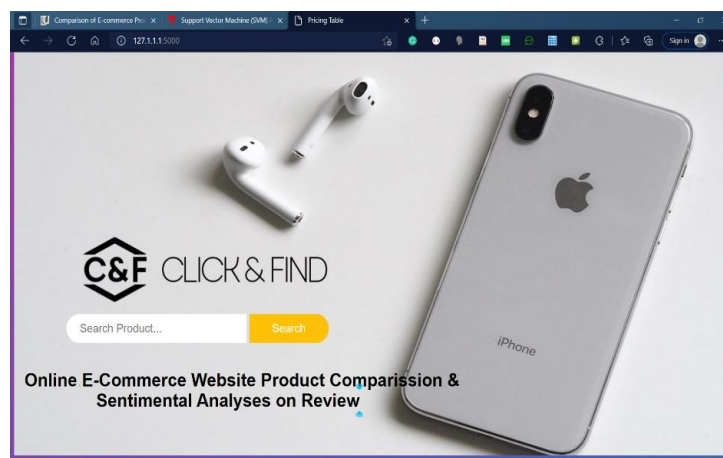 Comparison of E-commerce Pro
Support Vector Machine (SVM) /
Pricing Table
127.1.1.1:5000
Sign in
C&F CLICK & FIND
Search Product...
Search
iPhone
Online E-Commerce Website Product Comparission &
Sentimental Analyses on Review